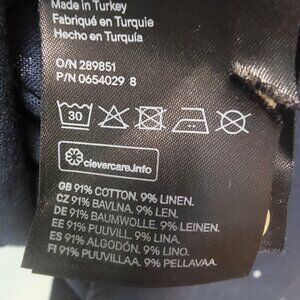 Made in Turkey
Fabriqué en Turquie
Hecho en Turquía
O/N 289851
P/N 0654029 8
30
clevercare.info
GB 91% COTTON. 9% LINEN.
CZ 91% BAVLNA. 9% LEN.
DE 91% BAUMWOLLE. 9% LEINEN.
EE 91% PUUVILL. 9% LINA.
ES 91% ALGODÓN. 9% LINO.
FI 91% PUUVILLAA. 9% PELLAVAA.